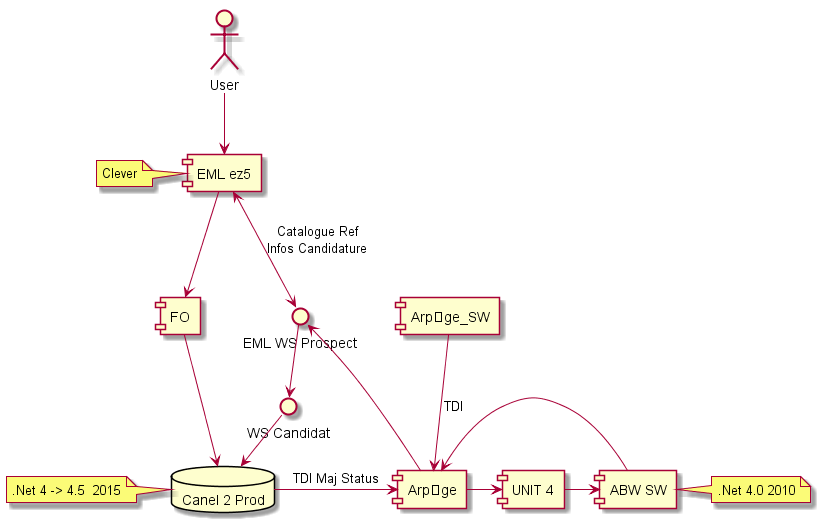 User
Clever
EML ez5
Catalogue Ref
Infos Candidature
FO
Arp▯ge_SW
EML WS Prospect
TDI
WS Candidat
.Net 4 -> 4.5  2015
Canel 2 Prod
TDI Maj Status
Arp▯ge
UNIT 4
ABW SW
.Net 4.0 2010